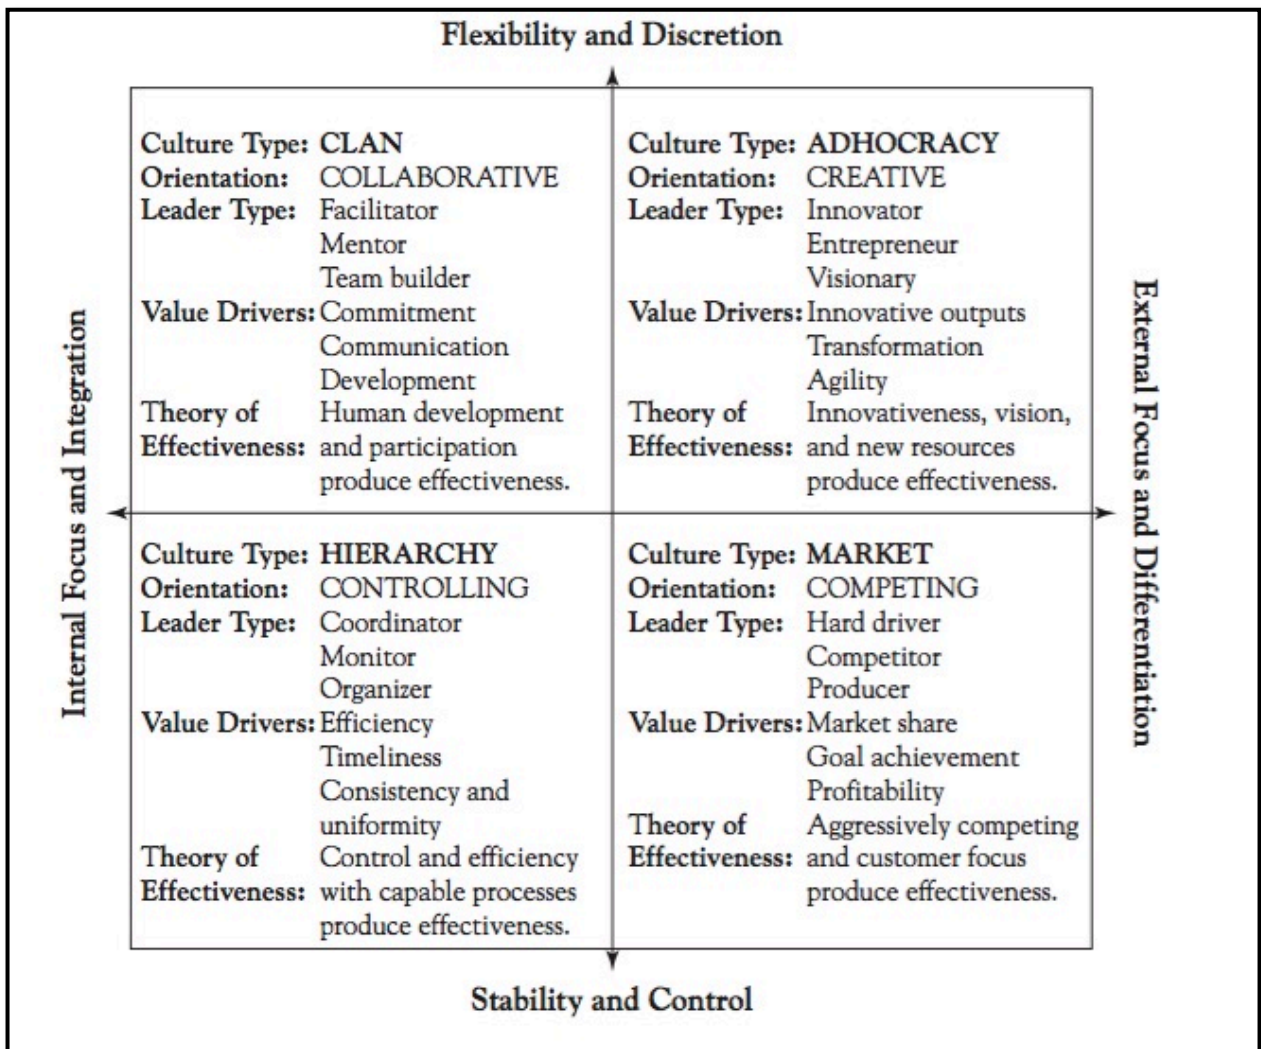 Flexibility and Discretion
Culture Type: CLAN
Orientation: COLLABORATIVE
Leader Type: Facilitator
Mentor
Team builder
Value Drivers: Commitment
Communication
Development
Theory of Human development
Effectiveness: and participation
produce effectiveness.
Culture Type: ADHOCRACY
Orientation: CREATIVE
Leader Type: Innovator
Entrepreneur
Visionary
Value Drivers: Innovative outputs
Transformation
Agility
Theory of Innovativeness, vision,
Effectiveness: and new resources
produce effectiveness.
Internal Focus and Integration
External Focus and Differentiation
Culture Type: HIERARCHY
Orientation: CONTROLLING
Leader Type: Coordinator
Monitor
Organizer
Value Drivers: Efficiency
Timeliness
Consistency and
uniformity
Theory of Control and efficiency
Effectiveness: with capable processes
produce effectiveness.
Culture Type: MARKET
Orientation: COMPETING
Leader Type: Hard driver
Competitor
Producer
Value Drivers: Market share
Goal achievement
Profitability
Theory of Aggressively competing
Effectiveness: and customer focus
produce effectiveness.
Stability and Control